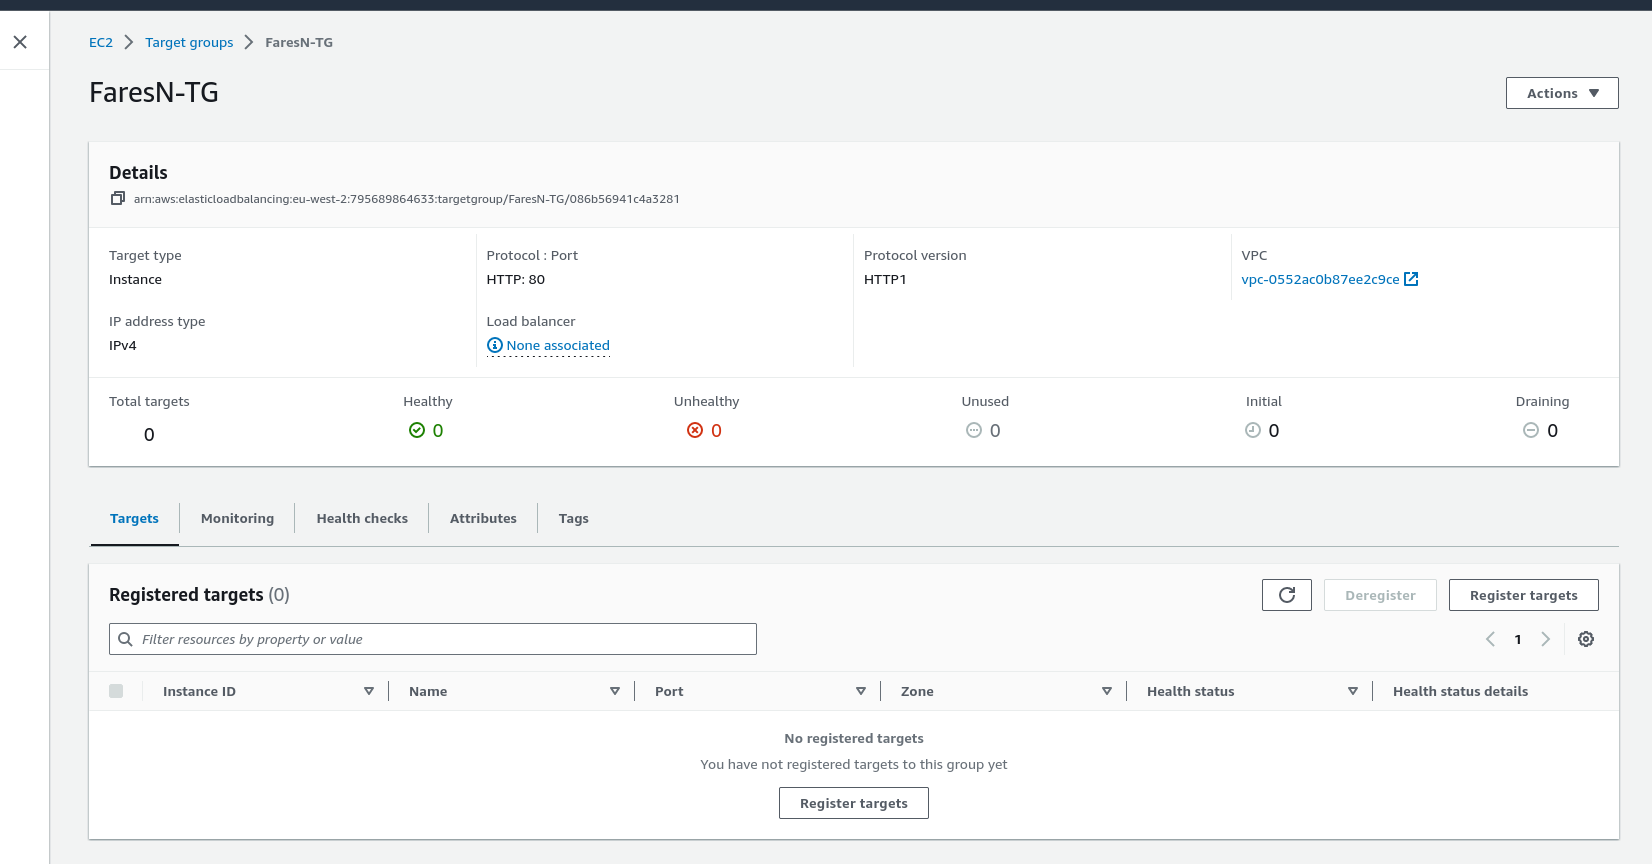 EC2 > Target groups > FaresN-TG
FaresN-TG
Actions
Details
arn:aws:elasticloadbalancing:eu-west-2:795689864633:targetgroup/FaresN-TG/086b56941c4a3281
Target type Protocol : Port Protocol version VPC
Instance HTTP: 80 HTTP1 vpc-0552ac0b87ee2c9ce
IP address type Load balancer
IPv4 None associated
Total targets Healthy Unhealthy Unused Initial Draining
0 0 0 0 0 0
Targets Monitoring Health checks Attributes Tags
Registered targets (0) Deregister Register targets
Filter resources by property or value 1
Instance ID Name Port Zone Health status Health status details
No registered targets
You have not registered targets to this group yet
Register targets